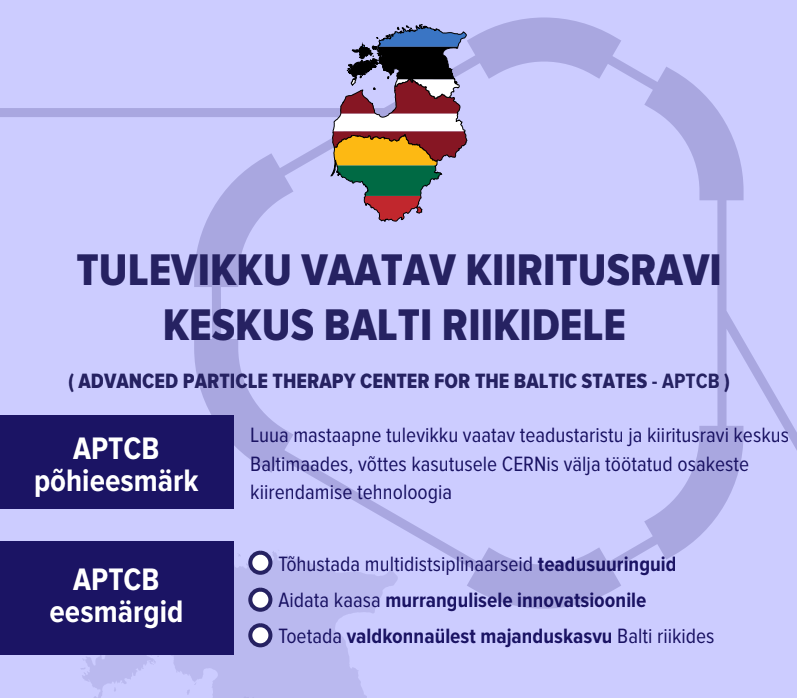 TULEVIKKU VAATAV KIIRITUSRAVI
KESKUS BALTI RIIKIDELE
( ADVANCED PARTICLE THERAPY CENTER FOR THE BALTIC STATES - APTCB )
APTCB
põhieesmärk
Luua mastaapne tulevikku vaatav teadustaristu ja kiiritusravi keskus
Baltimaades, võttes kasutusele CERNis välja töötatud osakeste
kiirendamise tehnoloogia
APTCB
eesmärgid
Tõhustada multidistsiplinaarseid teadusuuringuid
Aidata kaasa murrangulisele innovatsioonile
Toetada valdkonnaülest majanduskasvu Balti riikides